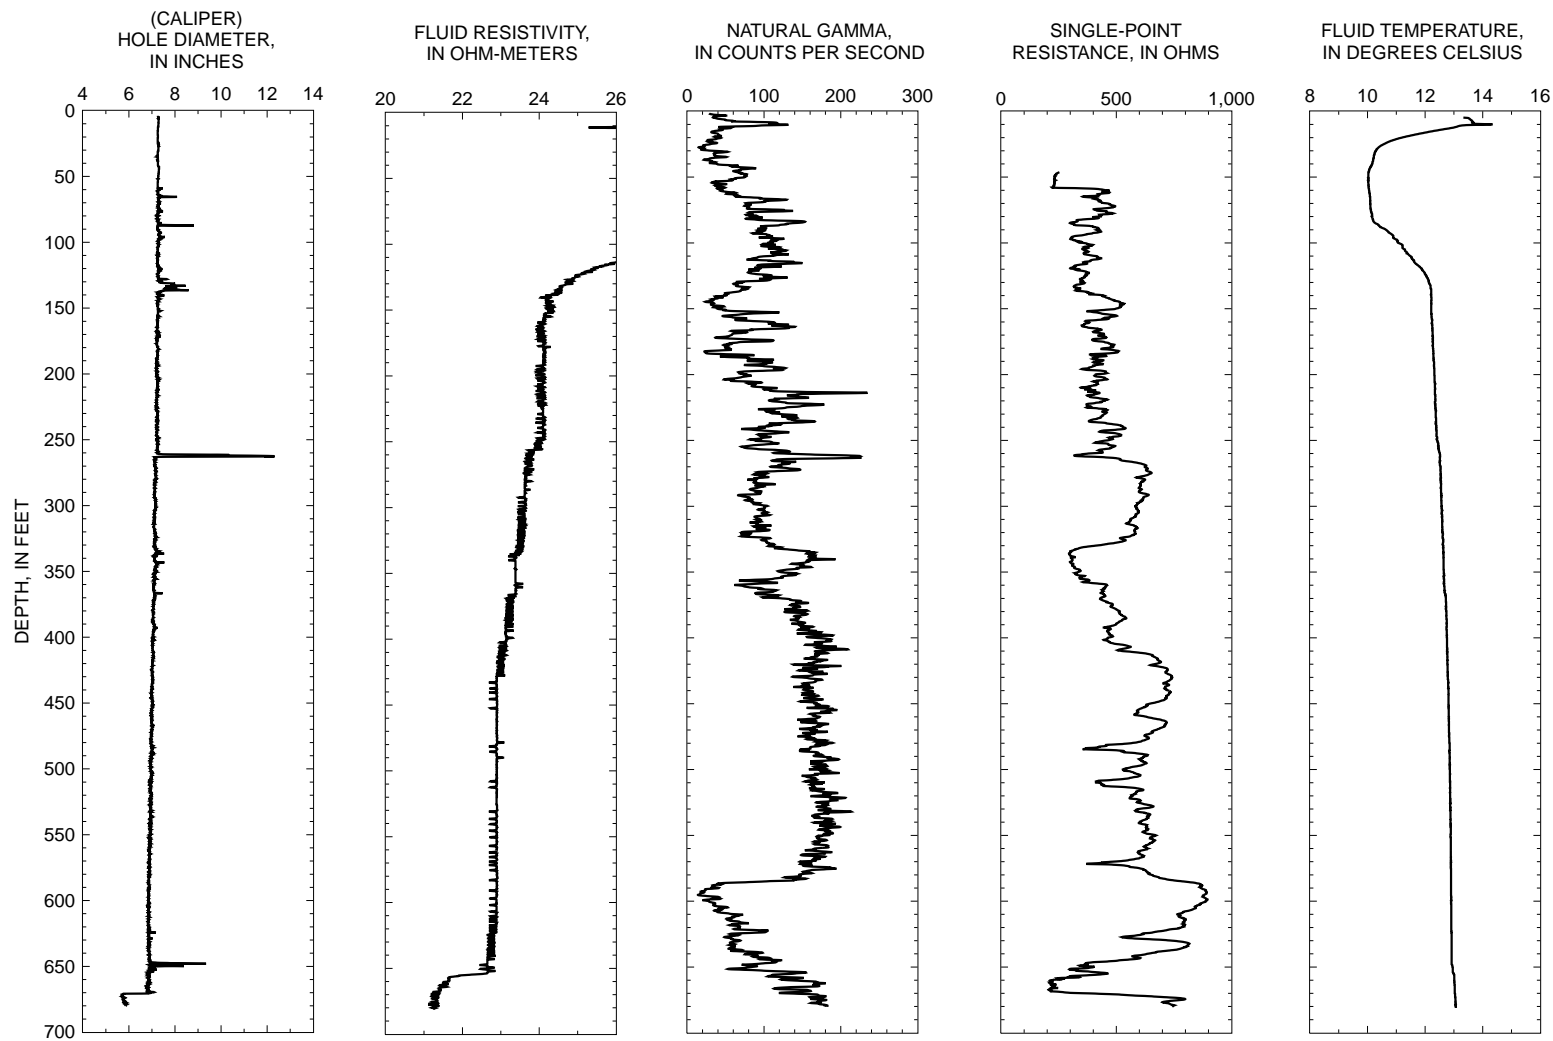 (CALIPER)
HOLE DIAMETER,
IN INCHES
FLUID RESISTIVITY,
IN OHM-METERS
NATURAL GAMMA,
IN COUNTS PER SECOND
SINGLE-POINT
RESISTANCE, IN OHMS
FLUID TEMPERATURE,
IN DEGREES CELSIUS
4 6 8 10 12 14
20 22 24 26
0 100 200 300
0 500 1,000
8 10 12 14 16
0
50
100
150
200
250
300
350
400
450
500
550
600
650
700
DEPTH, IN FEET